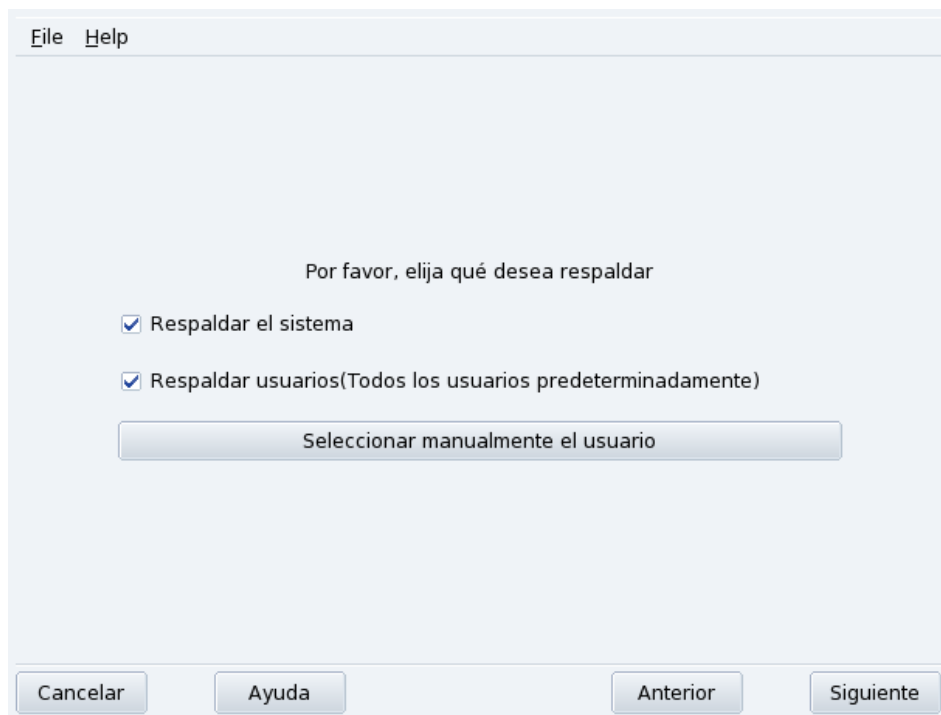 File Help
Por favor, elija qué desea respaldar
Respaldar el sistema
Respaldar usuarios(Todos los usuarios predeterminadamente)
Seleccionar manualmente el usuario
Cancelar Ayuda Anterior Siguiente